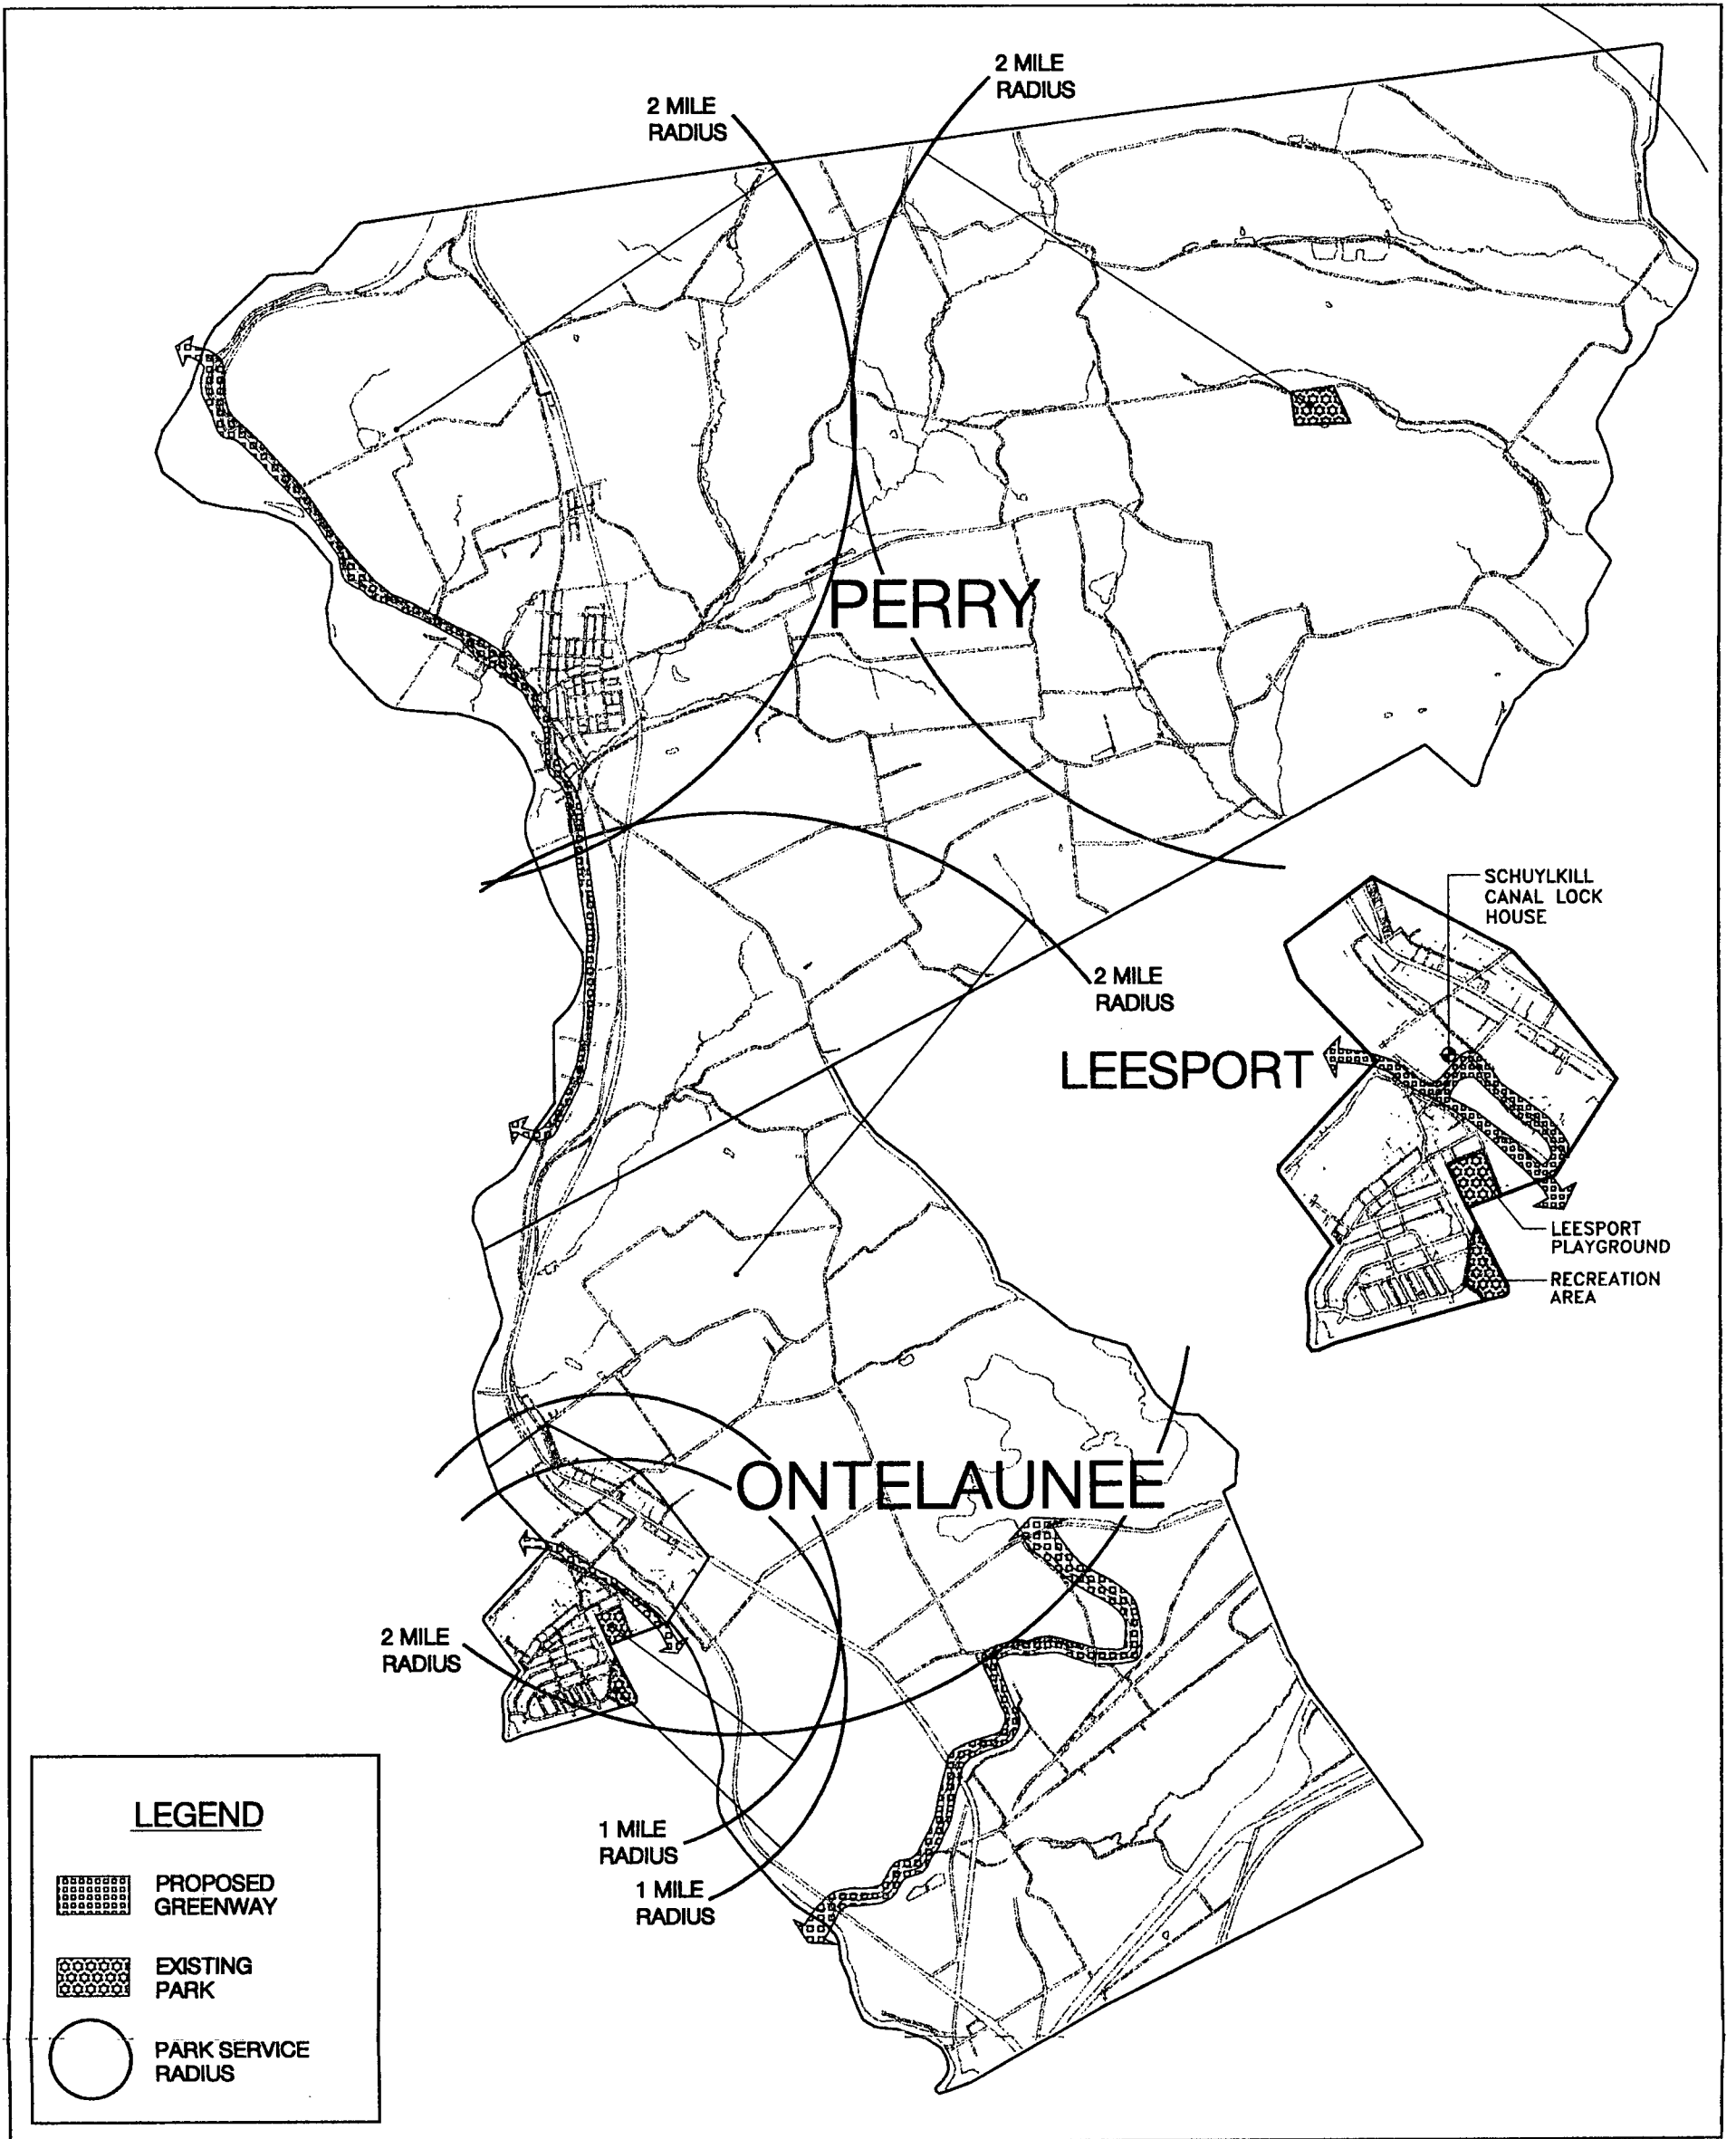 2 MILE
RADIUS
2 MILE
RADIUS
PERRY
SCHUYLKILL
CANAL LOCK
HOUSE
2 MILE
RADIUS
LEESPORT
LEESPORT
PLAYGROUND
RECREATION
AREA
ONTELAUNEE
2 MILE
RADIUS
1 MILE
RADIUS
1 MILE
RADIUS
LEGEND
PROPOSED
GREENWAY
EXISTING
PARK
PARK SERVICE
RADIUS